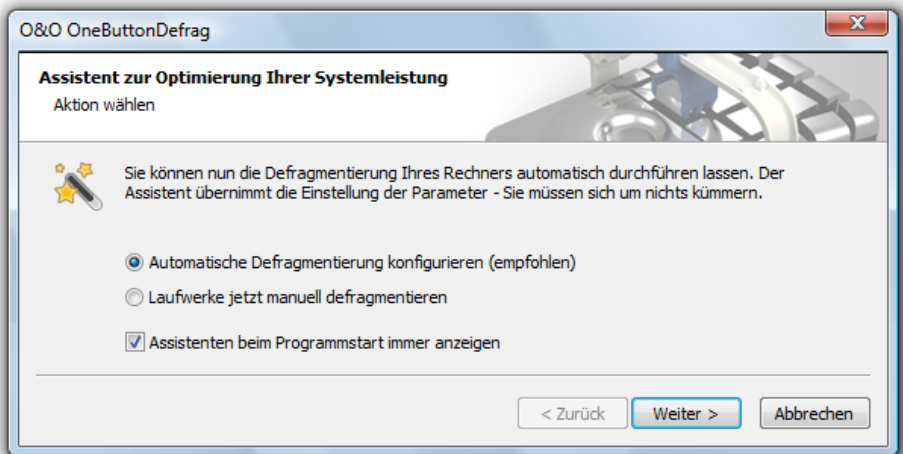 O&O OneButtonDefrag
Assistent zur Optimierung Ihrer Systemleistung
Aktion wählen
Sie können nun die Defragmentierung Ihres Rechners automatisch durchführen lassen. Der
Assistent übernimmt die Einstellung der Parameter - Sie müssen sich um nichts kümmern.
Automatische Defragmentierung konfigurieren (empfohlen)
Laufwerke jetzt manuell defragmentieren
Assistenten beim Programmstart immer anzeigen
< Zurück Weiter > Abbrechen